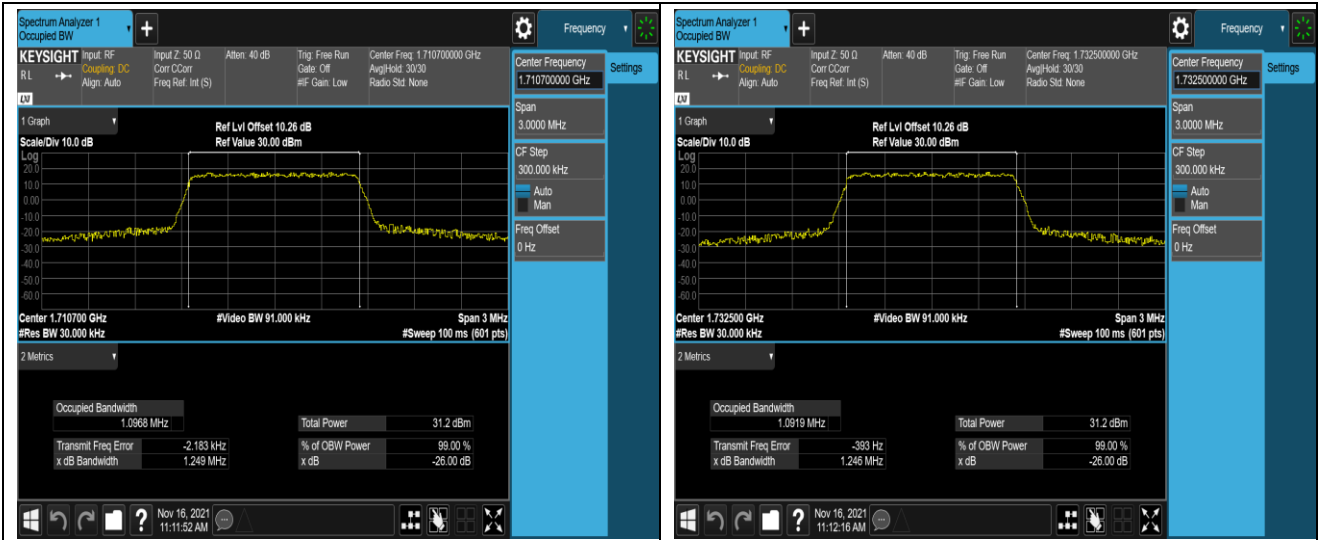 Spectrum Analyzer 1
Occupied BW
Frequency
KEYSIGHT
Input: RF
Input Z: 50 Ω
Atten: 40 dB
Trig: Free Run
Center Freq: 1.710700000 GHz
RL
Coupling: DC
Corr CCorr
Gate: Off
Avg|Hold: 30/30
Align: Auto
Freq Ref: Int (S)
#IF Gain: Low
Radio Std: None
LXI
Center Frequency
1.710700000 GHz
Settings
Span
3.0000 MHz
CF Step
300.000 kHz
Auto
Man
Freq Offset
0 Hz
1 Graph
Ref Lvl Offset 10.26 dB
Scale/Div 10.0 dB
Ref Value 30.00 dBm
Log
20.0
10.0
0.00
-10.0
-20.0
-30.0
-40.0
-50.0
-60.0
Center 1.710700 GHz
#Video BW 91.000 kHz
Span 3 MHz
#Res BW 30.000 kHz
#Sweep 100 ms (601 pts)
2 Metrics
Occupied Bandwidth
1.0968 MHz
Total Power
31.2 dBm
Transmit Freq Error
-2.183 kHz
% of OBW Power
99.00 %
x dB Bandwidth
1.249 MHz
x dB
-26.00 dB
?
Nov 16, 2021
11:11:52 AM
Spectrum Analyzer 1
Occupied BW
Frequency
KEYSIGHT
Input: RF
Input Z: 50 Ω
Atten: 40 dB
Trig: Free Run
Center Freq: 1.732500000 GHz
RL
Coupling: DC
Corr CCorr
Gate: Off
Avg|Hold: 30/30
Align: Auto
Freq Ref: Int (S)
#IF Gain: Low
Radio Std: None
LXI
Center Frequency
1.732500000 GHz
Settings
Span
3.0000 MHz
CF Step
300.000 kHz
Auto
Man
Freq Offset
0 Hz
1 Graph
Ref Lvl Offset 10.26 dB
Scale/Div 10.0 dB
Ref Value 30.00 dBm
Log
20.0
10.0
0.00
-10.0
-20.0
-30.0
-40.0
-50.0
-60.0
Center 1.732500 GHz
#Video BW 91.000 kHz
Span 3 MHz
#Res BW 30.000 kHz
#Sweep 100 ms (601 pts)
2 Metrics
Occupied Bandwidth
1.0919 MHz
Total Power
31.2 dBm
Transmit Freq Error
-393 Hz
% of OBW Power
99.00 %
x dB Bandwidth
1.246 MHz
x dB
-26.00 dB
?
Nov 16, 2021
11:12:16 AM